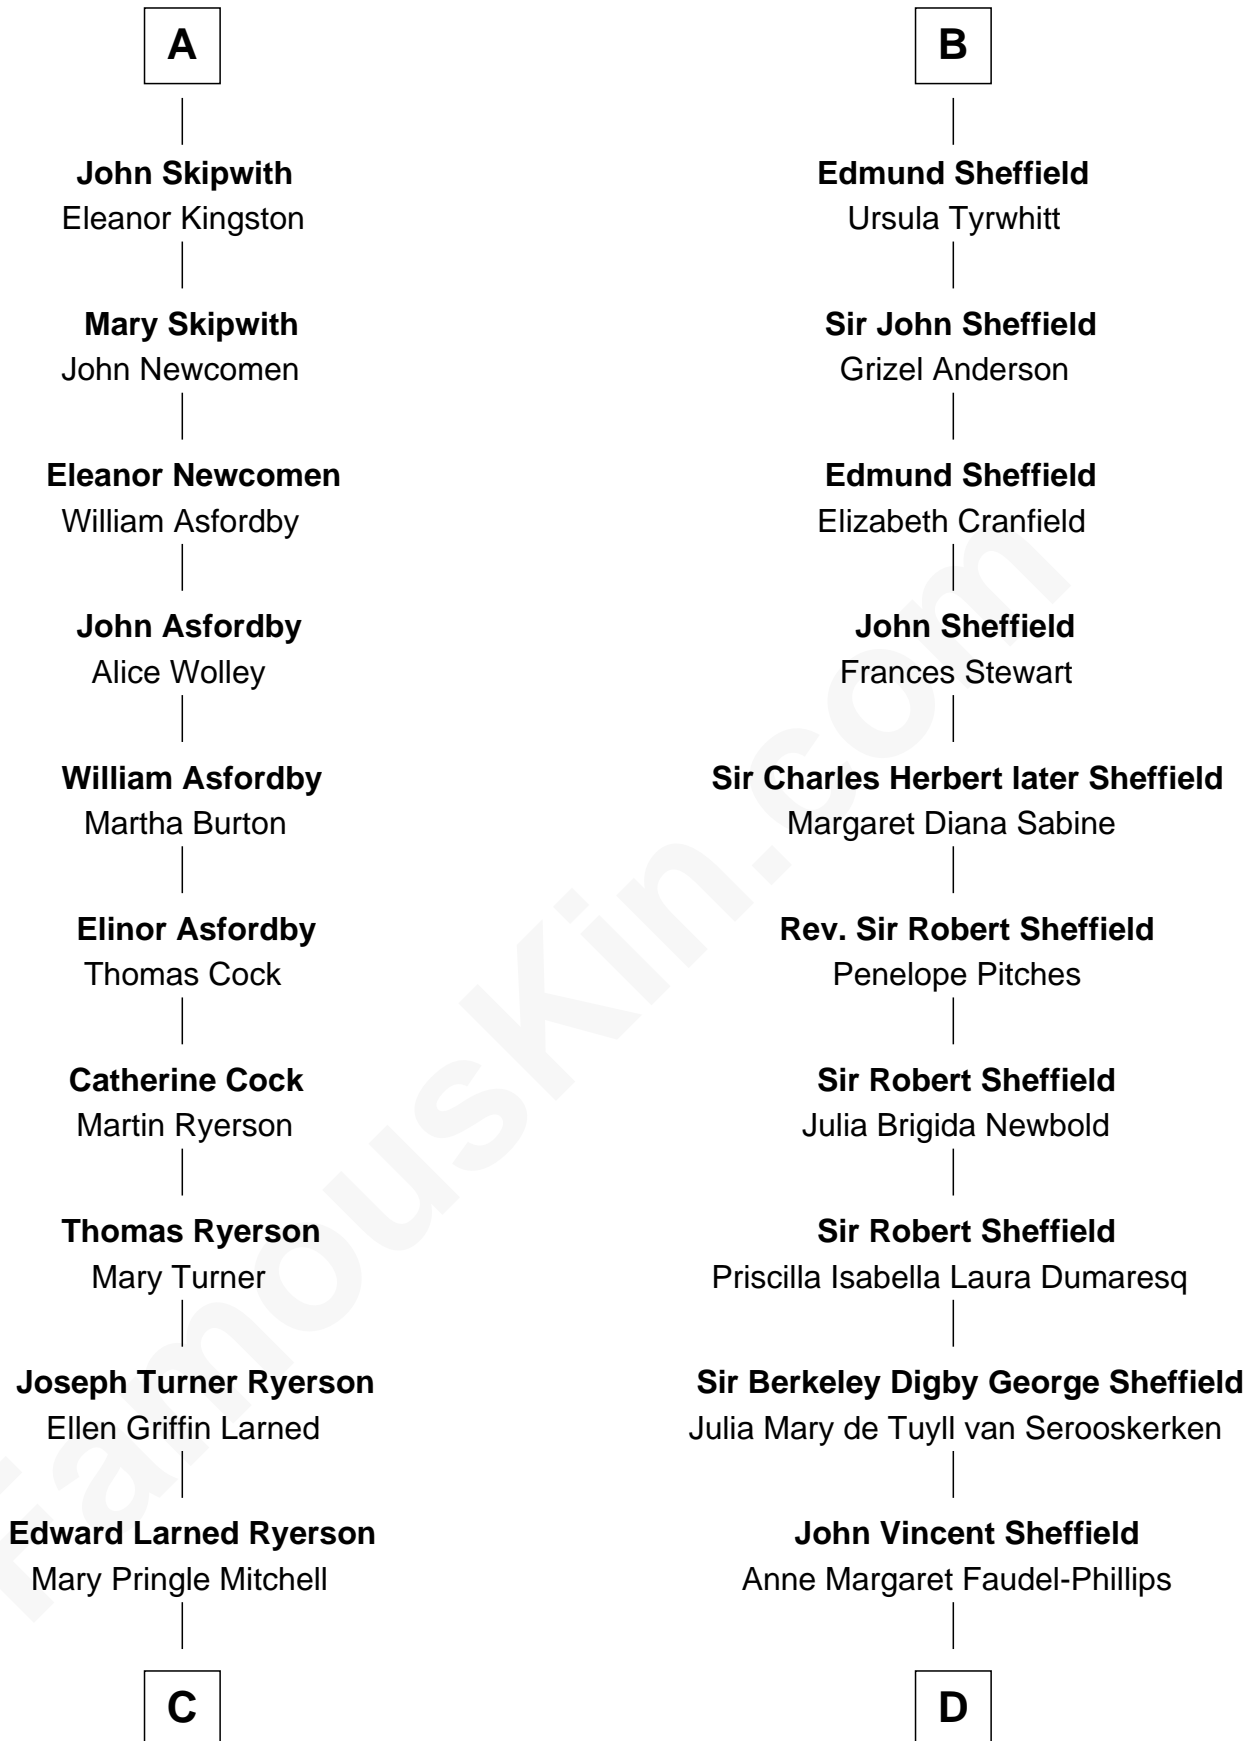 A
John Skipwith
Eleanor Kingston
Mary Skipwith
John Newcomen
Eleanor Newcomen
William Asfordby
John Asfordby
Alice Wolley
William Asfordby
Martha Burton
Elinor Asfordby
Thomas Cock
Catherine Cock
Martin Ryerson
Thomas Ryerson
Mary Turner
Joseph Turner Ryerson
Ellen Griffin Larned
Edward Larned Ryerson
Mary Pringle Mitchell
C
B
Edmund Sheffield
Ursula Tyrwhitt
Sir John Sheffield
Grizel Anderson
Edmund Sheffield
Elizabeth Cranfield
John Sheffield
Frances Stewart
Sir Charles Herbert later Sheffield
Margaret Diana Sabine
Rev. Sir Robert Sheffield
Penelope Pitches
Sir Robert Sheffield
Julia Brigida Newbold
Sir Robert Sheffield
Priscilla Isabella Laura Dumaresq
Sir Berkeley Digby George Sheffield
Julia Mary de Tuyll van Serooskerken
John Vincent Sheffield
Anne Margaret Faudel-Phillips
D
FamousKin.com